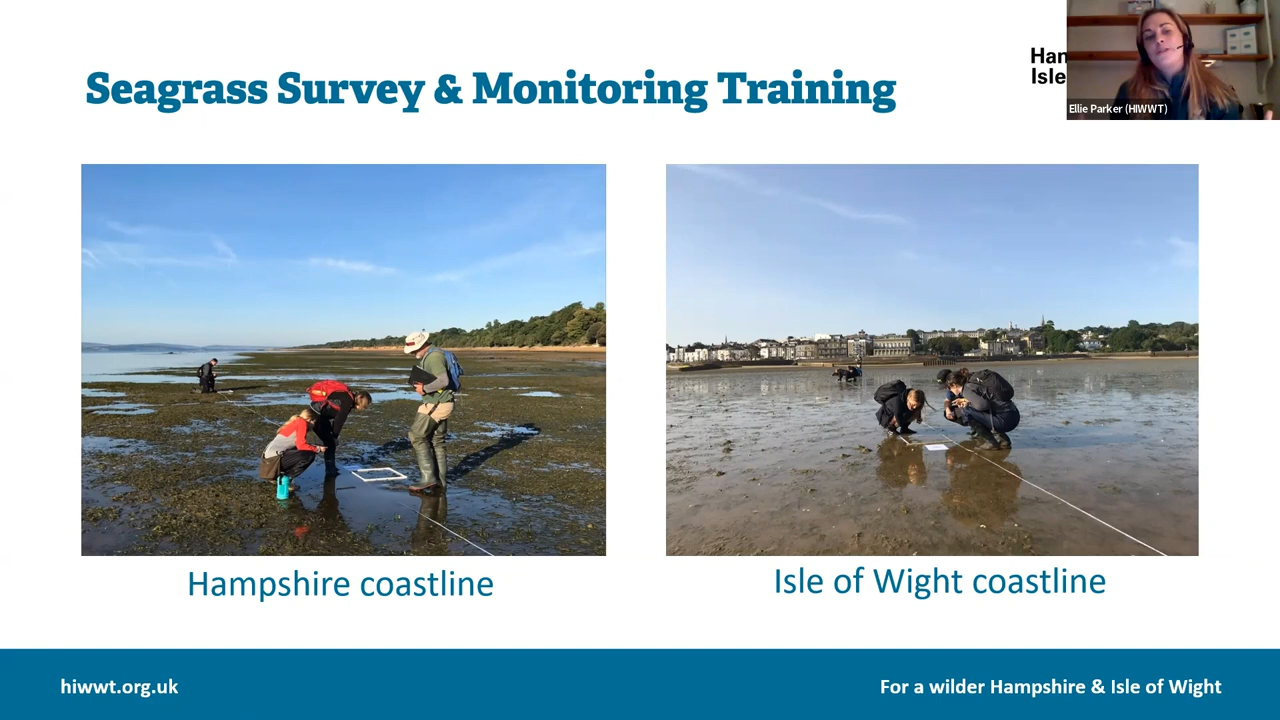 Seagrass Survey & Monitoring Training
Han
Isle
Ellie Parker (HIWWT)
Hampshire coastline
Isle of Wight coastline
hiwwt.org.uk
For a wilder Hampshire & Isle of Wight